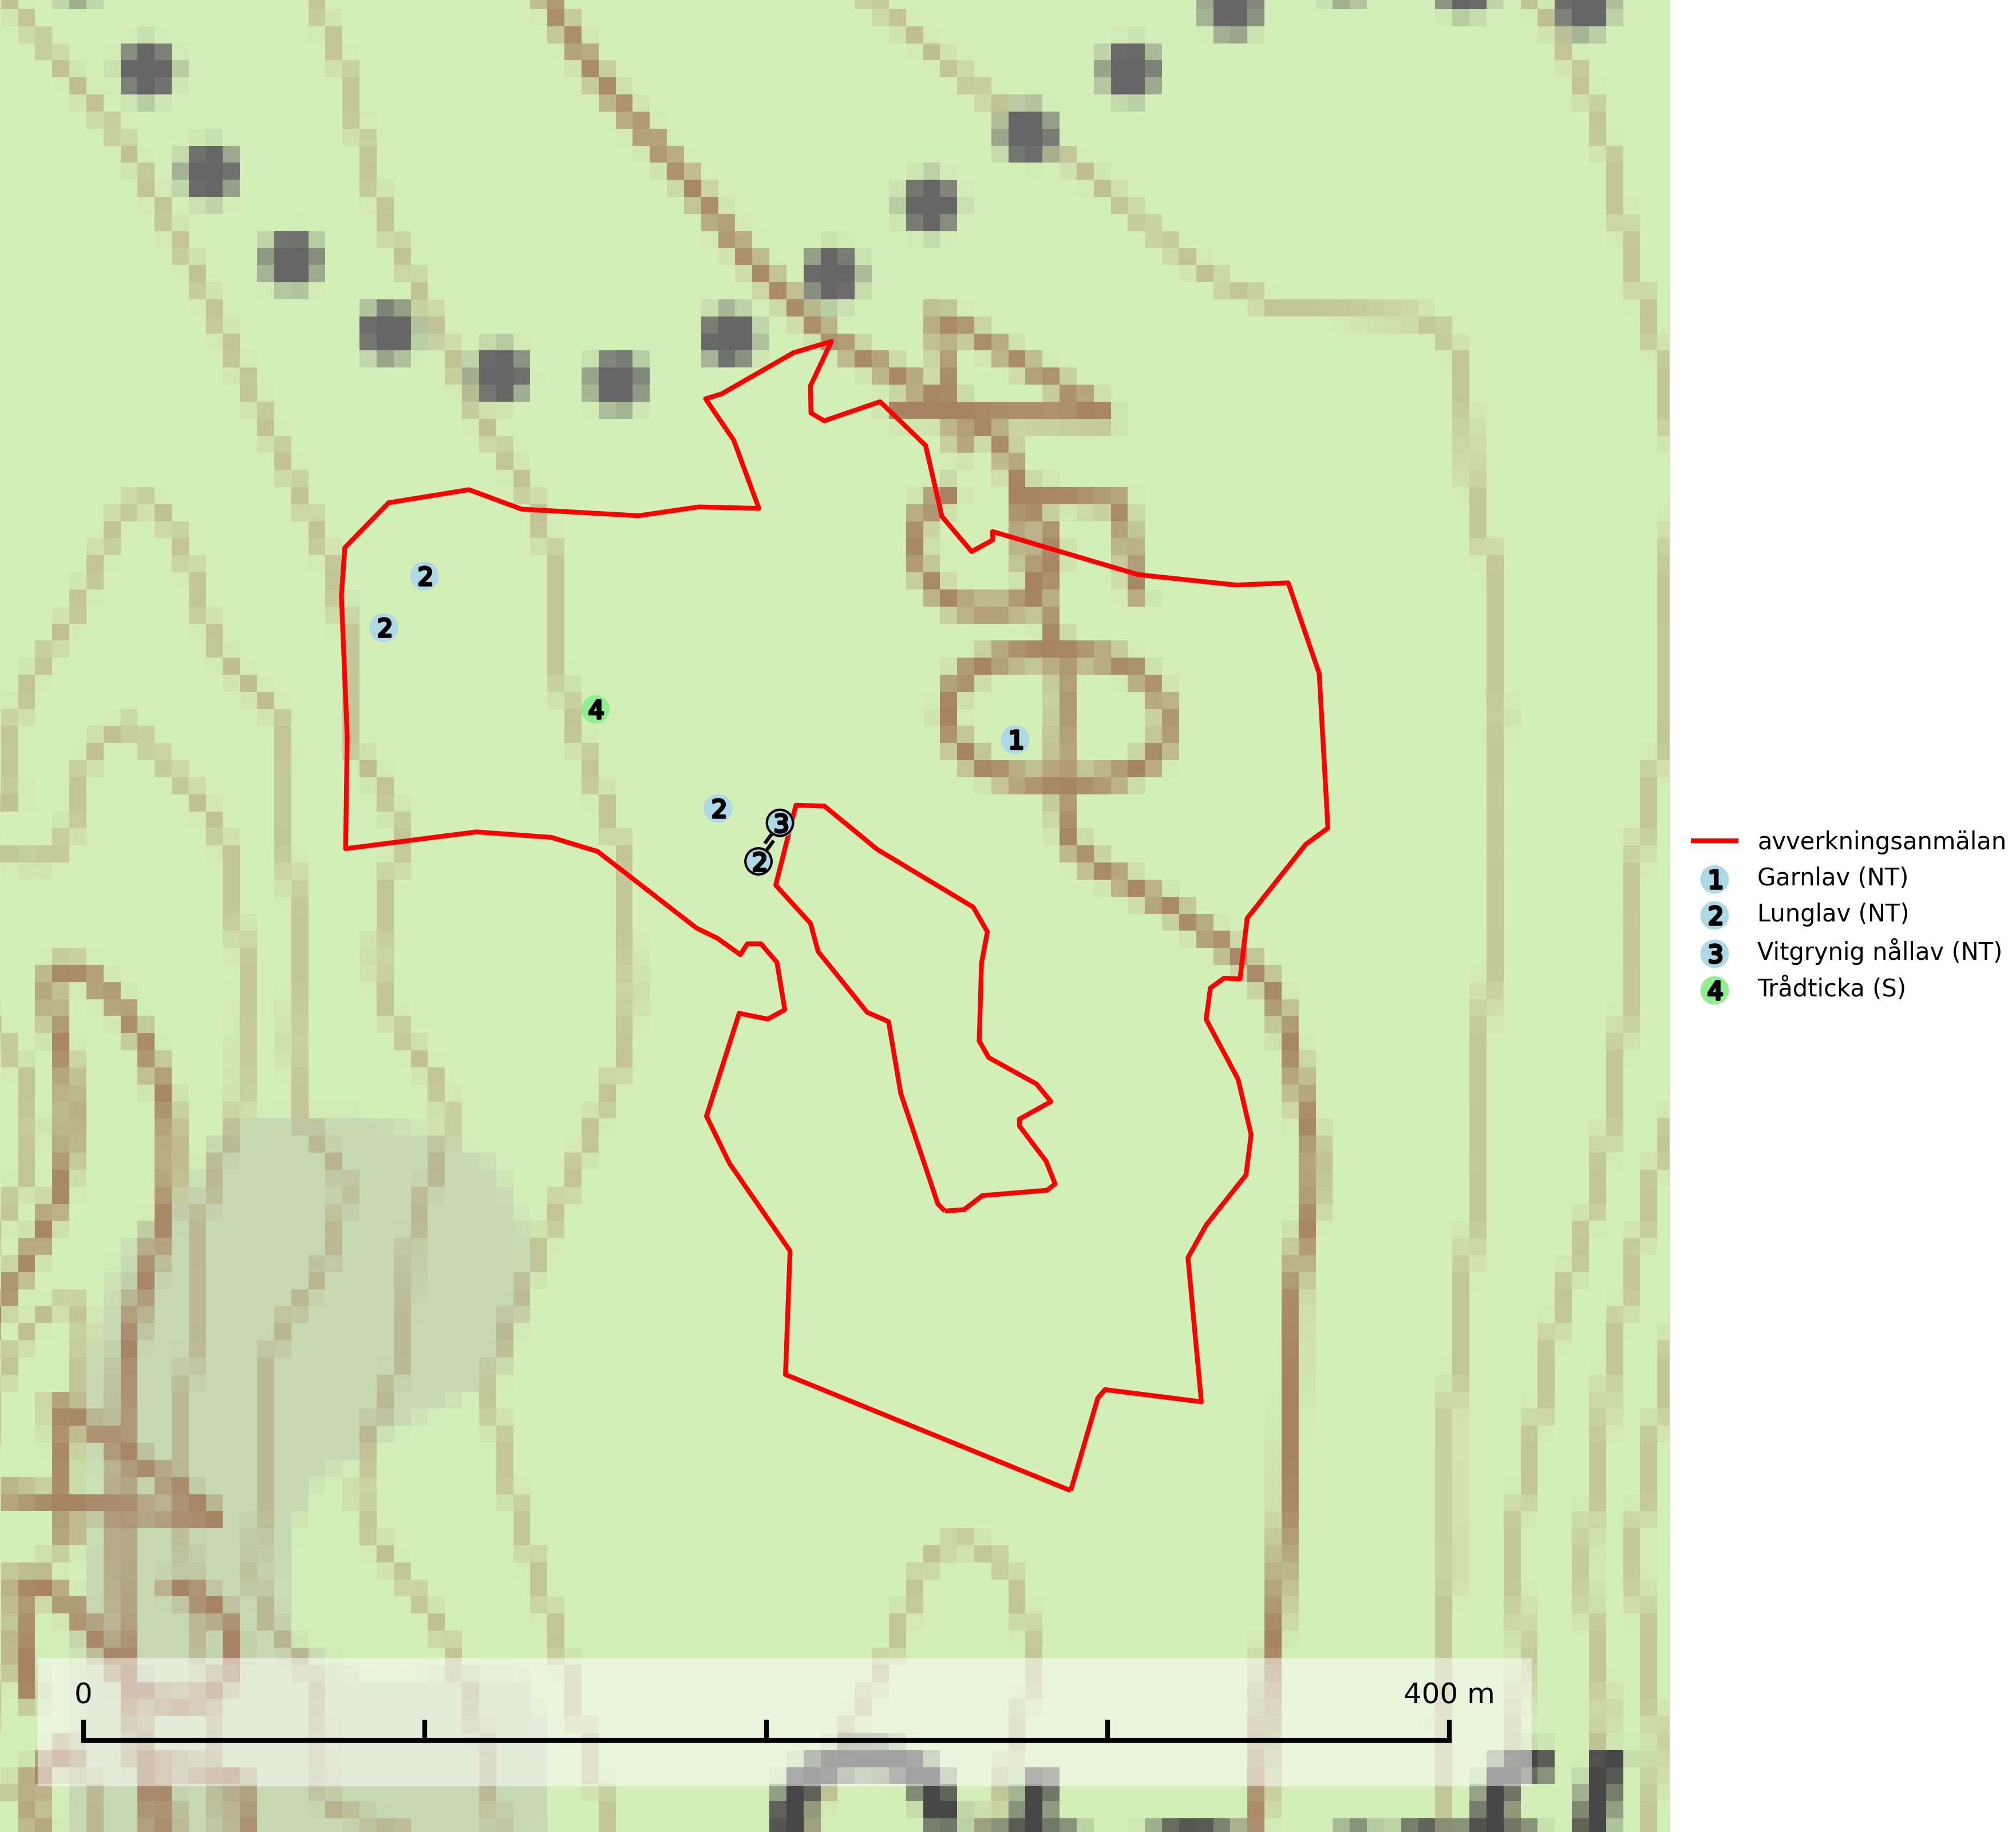 2
2
4
1
2
3
2
avverkningsanmälan
1 Garnlav (NT)
2 Lunglav (NT)
3 Vitgrynig nållav (NT)
4 Trådticka (S)
0 400 m